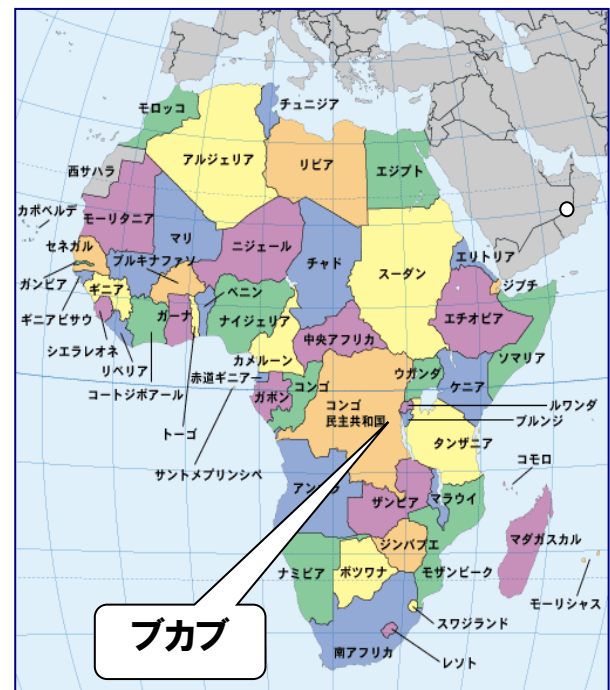 モロッコ
チュニジア
アルジェリア
リビア
エジプト
西サハラ
カボベルデ
モーリタニア
マリ
ニジェール
チャド
スーダン
エリトリア
セネガル
ブルキナファソ
ジブチ
ガンビア
ギニア
ベニン
エチオピア
ギニアビサウ
ガーナ
ナイジェリア
中央アフリカ
ソマリア
シエラレオネ
カメルーン
リベリア
赤道ギニアー
コンゴ
ウガンダ
ケニア
コートジボアール
ガボン
コンゴ
民主共和国
ルワンダ
ブルンジ
トーゴ
タンザニア
サントメプリンシペ
コモロ
アンゴラ
ザンビア
マラウイ
マダガスカル
ジンバブエ
ナミビア
ボツワナ
モザンビーク
モーリシャス
ブカブ
スワジランド
南アフリカ
レソト